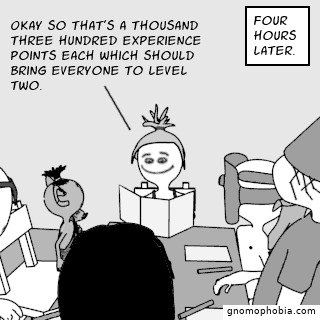 OKAY SO THAT'S A THOUSAND
THREE HUNDRED EXPERIENCE
POINTS EACH WHICH SHOULD
BRING EVERYONE TO LEVEL
TWO.
FOUR
HOURS
LATER.
gnomophobia.com